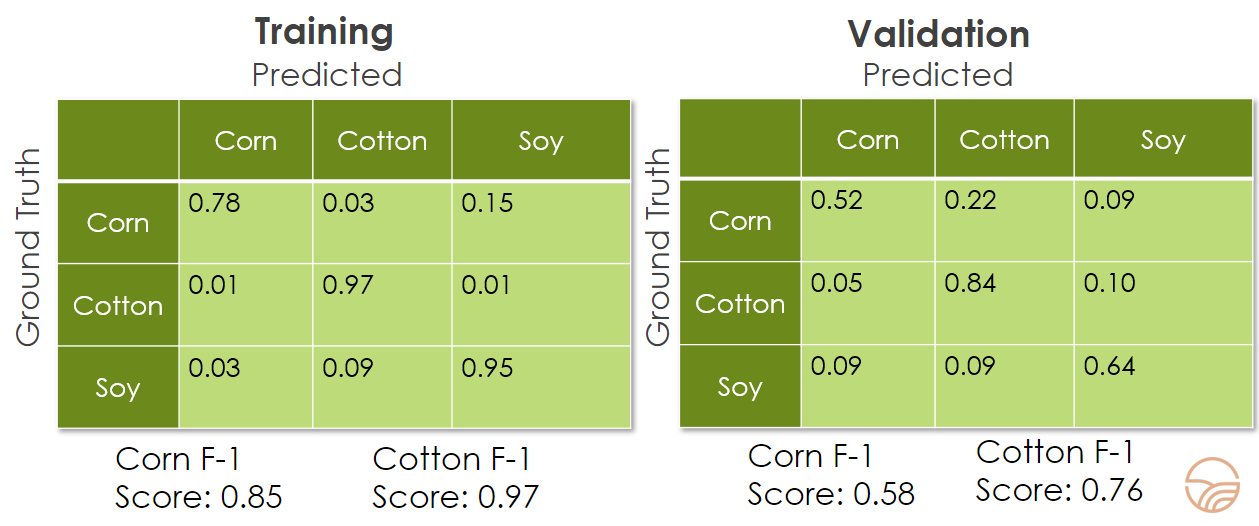 Training
Predicted
Ground Truth
Corn Cotton Soy
Corn 0.78 0.03 0.15
Cotton 0.01 0.97 0.01
Soy 0.03 0.09 0.95
Corn F-1
Score: 0.85
Cotton F-1
Score: 0.97
Validation
Predicted
Ground Truth
Corn Cotton Soy
Corn 0.52 0.22 0.09
Cotton 0.05 0.84 0.10
Soy 0.09 0.09 0.64
Corn F-1
Score: 0.58
Cotton F-1
Score: 0.76